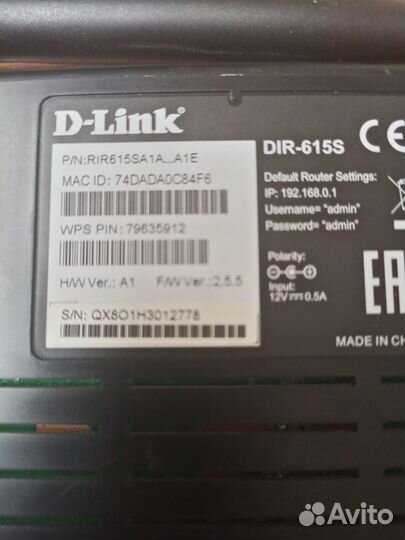 D-Link
P/N:RIR615SA1A...A1E
MAC ID: 74DADA0C84F6
WPS PIN: 79635912
H/W Ver.: A1 F/W Ver.: 2.5.5
S/N: QX8O1H3012778
DIR-615S CE
Default Router Settings:
IP: 192.168.0.1
Username= "admin"
Password= "admin"
Polarity:
Input:
12V 0.5A
EAC
MADE IN CH
Avito